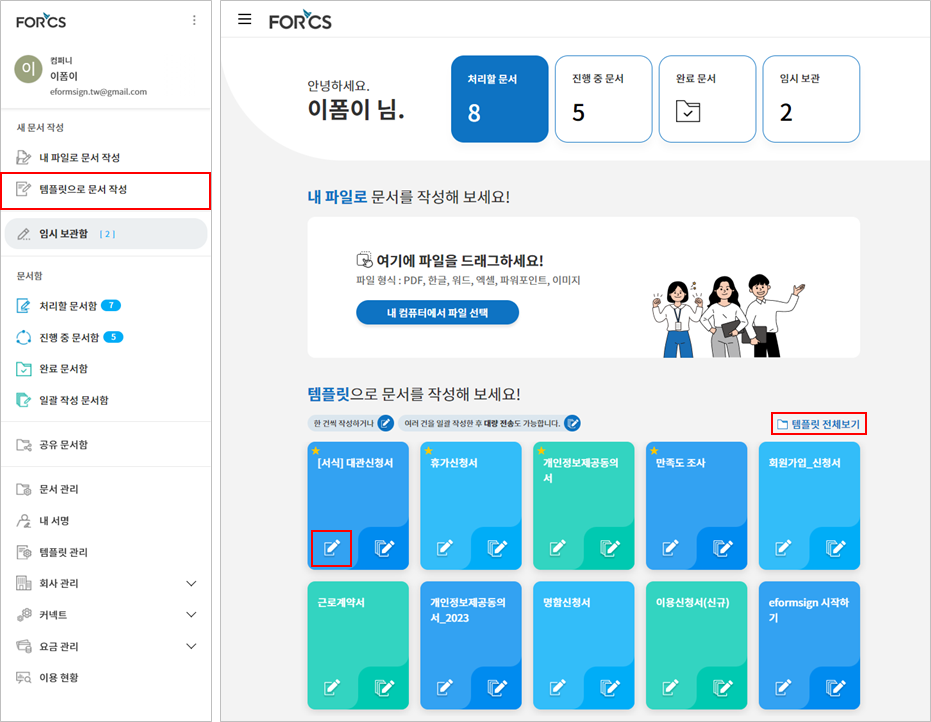 FORCS
컴퍼니
이
이폼이
eformsign.tw@gmail.com
새 문서 작성
내 파일로 문서 작성
템플릿으로 문서 작성
임시 보관함 [ 2 ]
문서함
처리할 문서함 7
진행 중 문서함 5
완료 문서함
일괄 작성 문서함
공유 문서함
문서 관리
내 서명
템플릿 관리
회사 관리
커넥트
요금 관리
이용 현황
FORCS
안녕하세요.
이폼이 님.
처리할 문서
8
진행 중 문서
5
완료 문서
임시 보관
2
내 파일로 문서를 작성해 보세요!
여기에 파일을 드래그하세요!
파일 형식 : PDF, 한글, 워드, 엑셀, 파워포인트, 이미지
내 컴퓨터에서 파일 선택
템플릿으로 문서를 작성해 보세요!
한 건씩 작성하거나
여러 건을 일괄 작성한 후 대량 전송도 가능합니다.
템플릿 전체보기
[서식] 대관신청서
휴가신청서
개인정보제공동의
서
만족도 조사
회원가입_신청서
근로계약서
개인정보제공동의
서_2023
명함신청서
이용신청서(신규)
eformsign 시작하
기